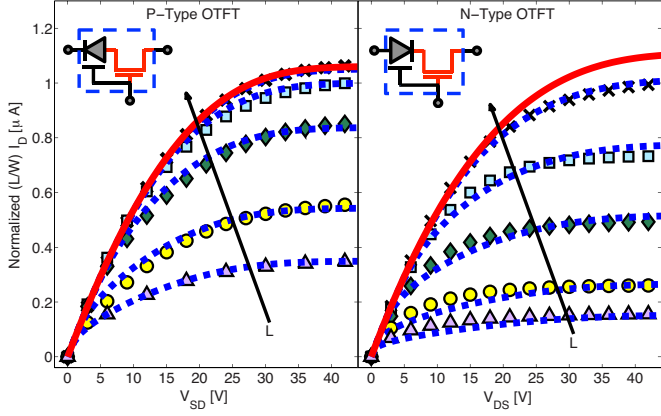 P−Type OTFT
N−Type OTFT
Normalized (L/W) I_D [μ A]
1.2
1
0.8
0.6
0.4
0.2
0
L
L
0 5 10 15 20 25 30 35 40
0 5 10 15 20 25 30 35 40
V_SD [V]
V_DS [V]